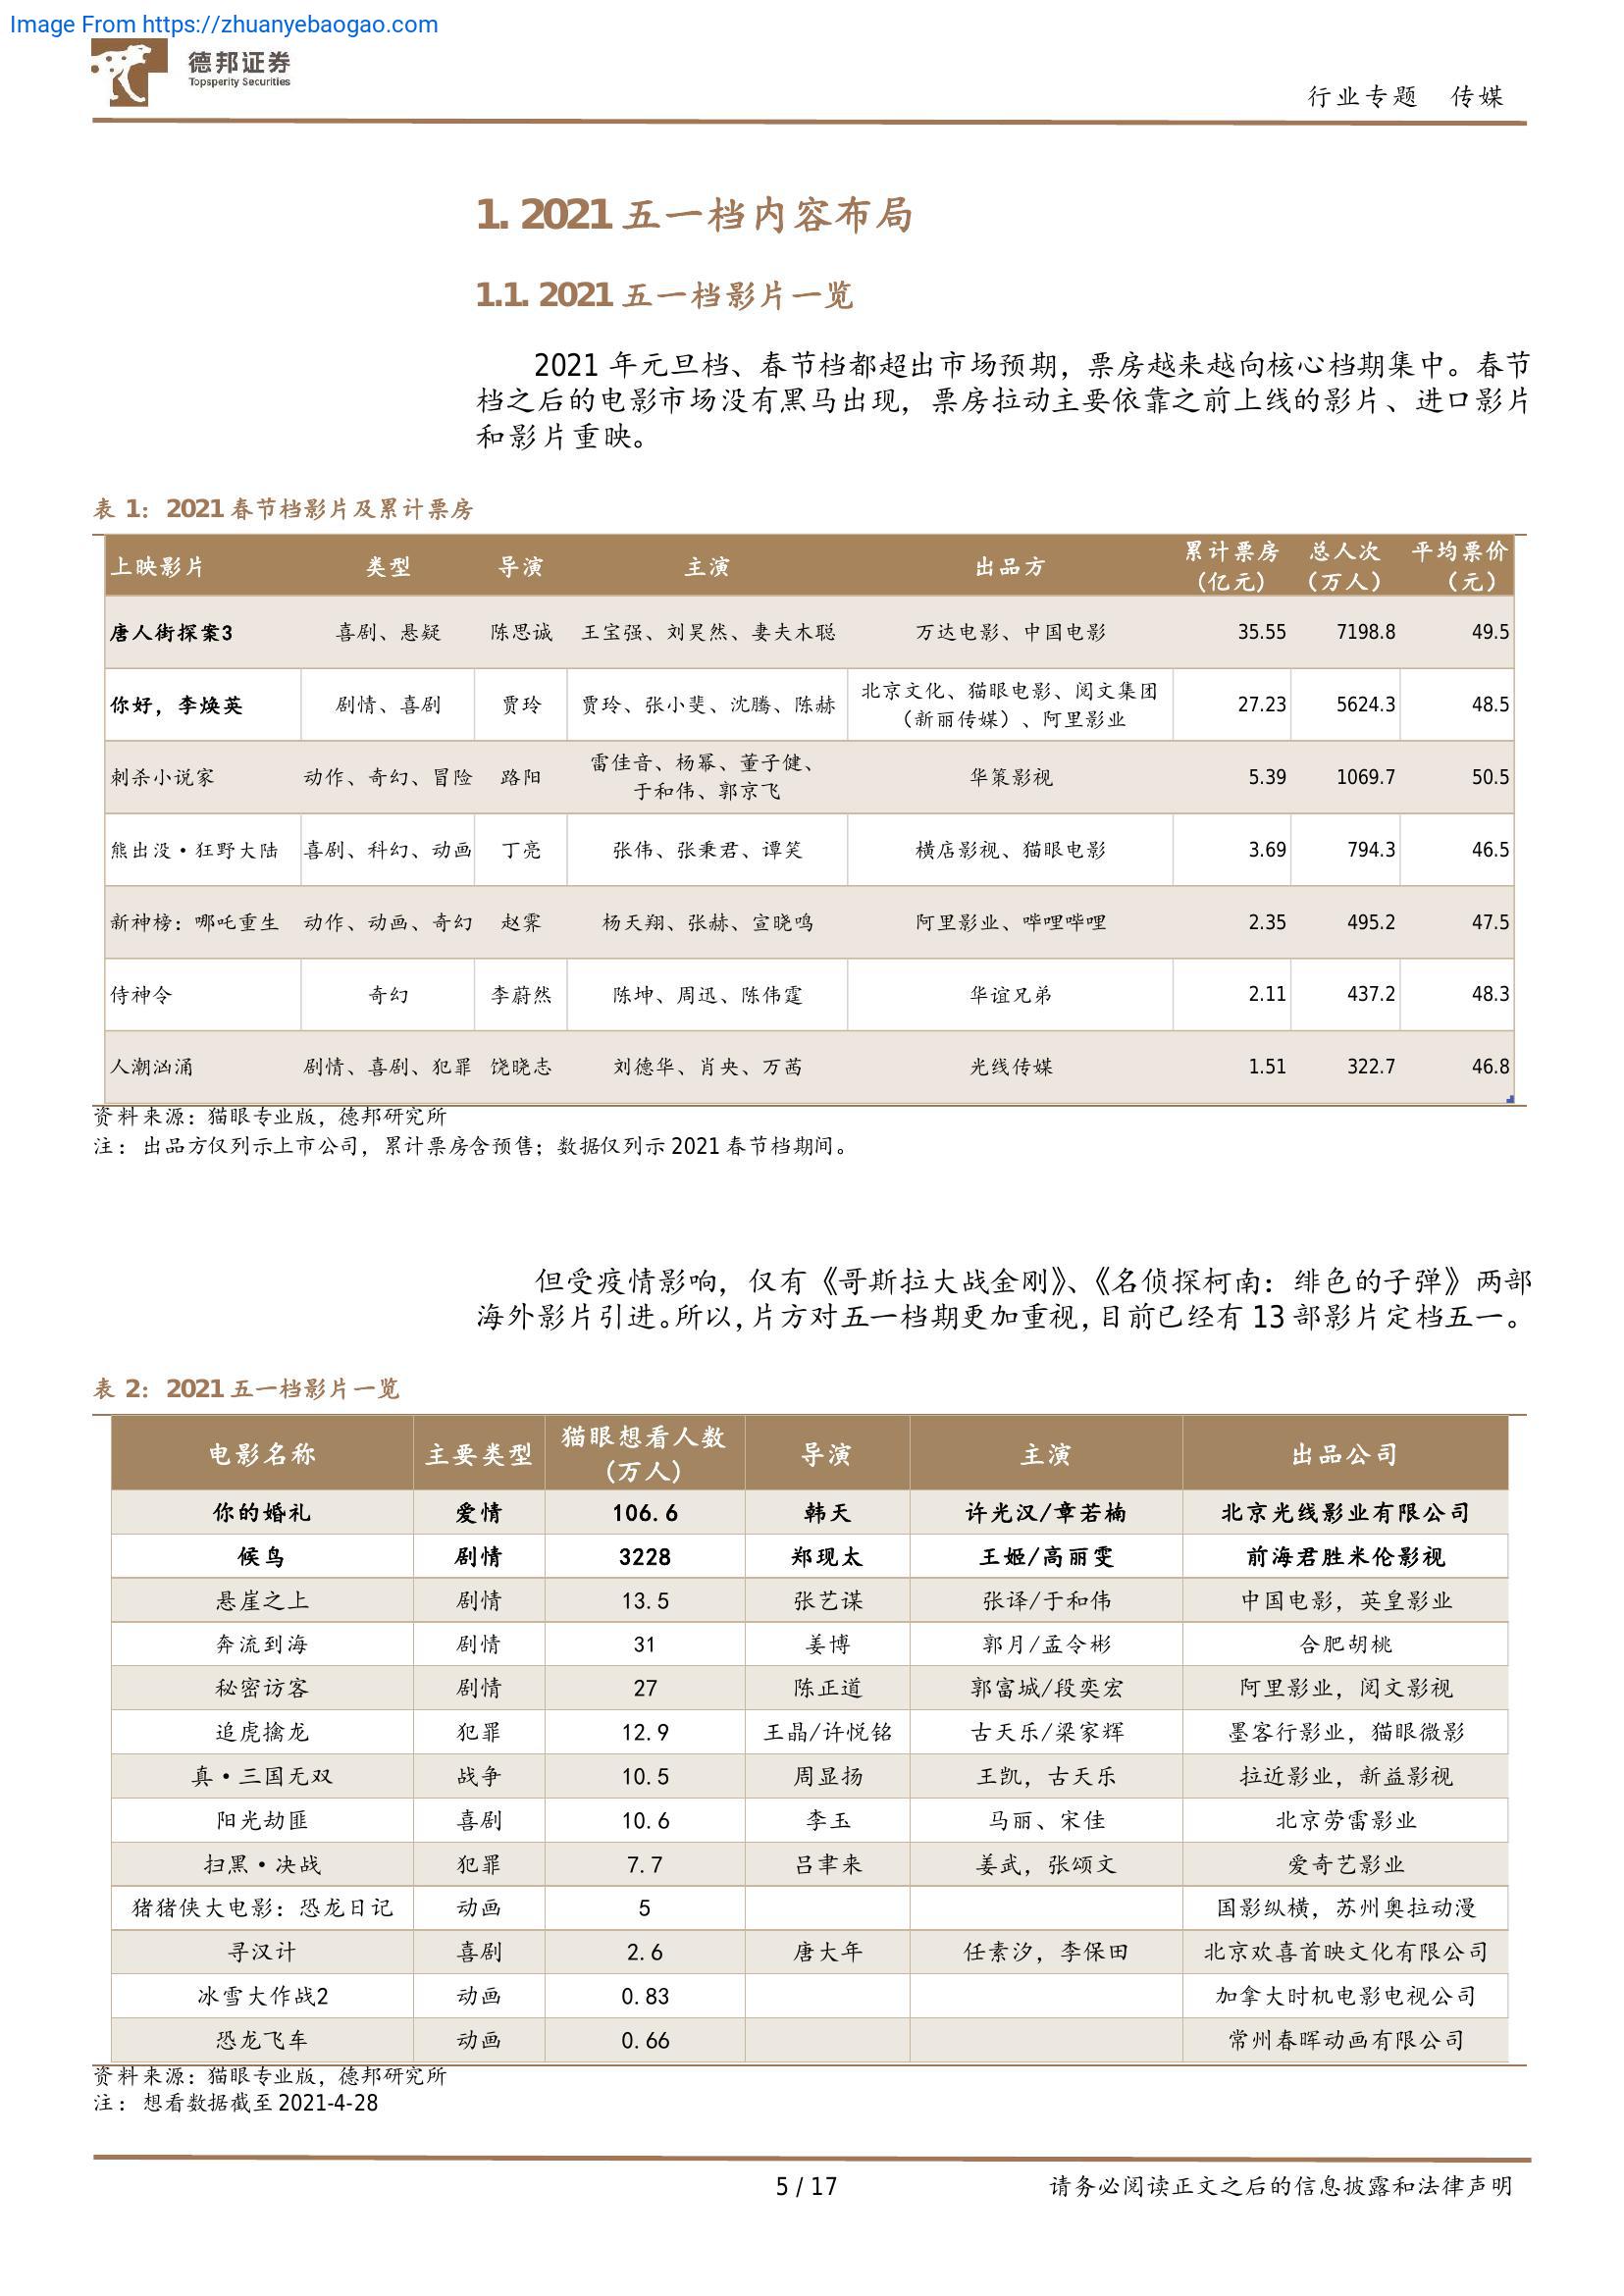 Image From https://zhuanyebaogao.com
德邦证券
Topsperity Securities
行业专题 传媒
1. 2021 五一档内容布局
1.1. 2021 五一档影片一览
2021 年元旦档、春节档都超出市场预期，票房越来越向核心档期集中。春节
档之后的电影市场没有黑马出现，票房拉动主要依靠之前上线的影片、进口影片
和影片重映。
表 1：2021 春节档影片及累计票房
上映影片 类型 导演 主演 出品方 累计票房（亿元） 总人次（万人） 平均票价（元）
唐人街探案3 喜剧、悬疑 陈思诚 王宝强、刘昊然、妻夫木聪 万达电影、中国电影 35.55 7198.8 49.5
你好，李焕英 剧情、喜剧 贾玲 贾玲、张小斐、沈腾、陈赫 北京文化、猫眼电影、阅文集团（新丽传媒）、阿里影业 27.23 5624.3 48.5
刺杀小说家 动作、奇幻、冒险 路阳 雷佳音、杨幂、董子健、于和伟、郭京飞 华策影视 5.39 1069.7 50.5
熊出没·狂野大陆 喜剧、科幻、动画 丁亮 张伟、张秉君、谭笑 横店影视、猫眼电影 3.69 794.3 46.5
新神榜：哪吒重生 动作、动画、奇幻 赵霁 杨天翔、张赫、宣晓鸣 阿里影业、哔哩哔哩 2.35 495.2 47.5
侍神令 奇幻 李蔚然 陈坤、周迅、陈伟霆 华谊兄弟 2.11 437.2 48.3
人潮汹涌 剧情、喜剧、犯罪 饶晓志 刘德华、肖央、万茜 光线传媒 1.51 322.7 46.8
资料来源：猫眼专业版，德邦研究所
注：出品方仅列示上市公司，累计票房含预售；数据仅列示 2021 春节档期间。
但受疫情影响，仅有《哥斯拉大战金刚》、《名侦探柯南：绯色的子弹》两部
海外影片引进。所以，片方对五一档期更加重视，目前已经有 13 部影片定档五一。
表 2：2021 五一档影片一览
电影名称 主要类型 猫眼想看人数（万人） 导演 主演 出品公司
你的婚礼 爱情 106.6 韩天 许光汉/章若楠 北京光线影业有限公司
候鸟 剧情 3228 郑现太 王姬/高丽雯 前海君胜米伦影视
悬崖之上 剧情 13.5 张艺谋 张译/于和伟 中国电影，英皇影业
奔流到海 剧情 31 姜博 郭月/孟令彬 合肥胡桃
秘密访客 剧情 27 陈正道 郭富城/段奕宏 阿里影业，阅文影视
追虎擒龙 犯罪 12.9 王晶/许悦铭 古天乐/梁家辉 墨客行影业，猫眼微影
真·三国无双 战争 10.5 周显扬 王凯，古天乐 拉近影业，新益影视
阳光劫匪 喜剧 10.6 李玉 马丽、宋佳 北京劳雷影业
扫黑·决战 犯罪 7.7 吕聿来 姜武，张颂文 爱奇艺影业
猪猪侠大电影：恐龙日记 动画 5 国影纵横，苏州奥拉动漫
寻汉计 喜剧 2.6 唐大年 任素汐，李保田 北京欢喜首映文化有限公司
冰雪大作战2 动画 0.83 加拿大时机电影电视公司
恐龙飞车 动画 0.66 常州春晖动画有限公司
资料来源：猫眼专业版，德邦研究所
注：想看数据截至 2021-4-28
5 / 17
请务必阅读正文之后的信息披露和法律声明